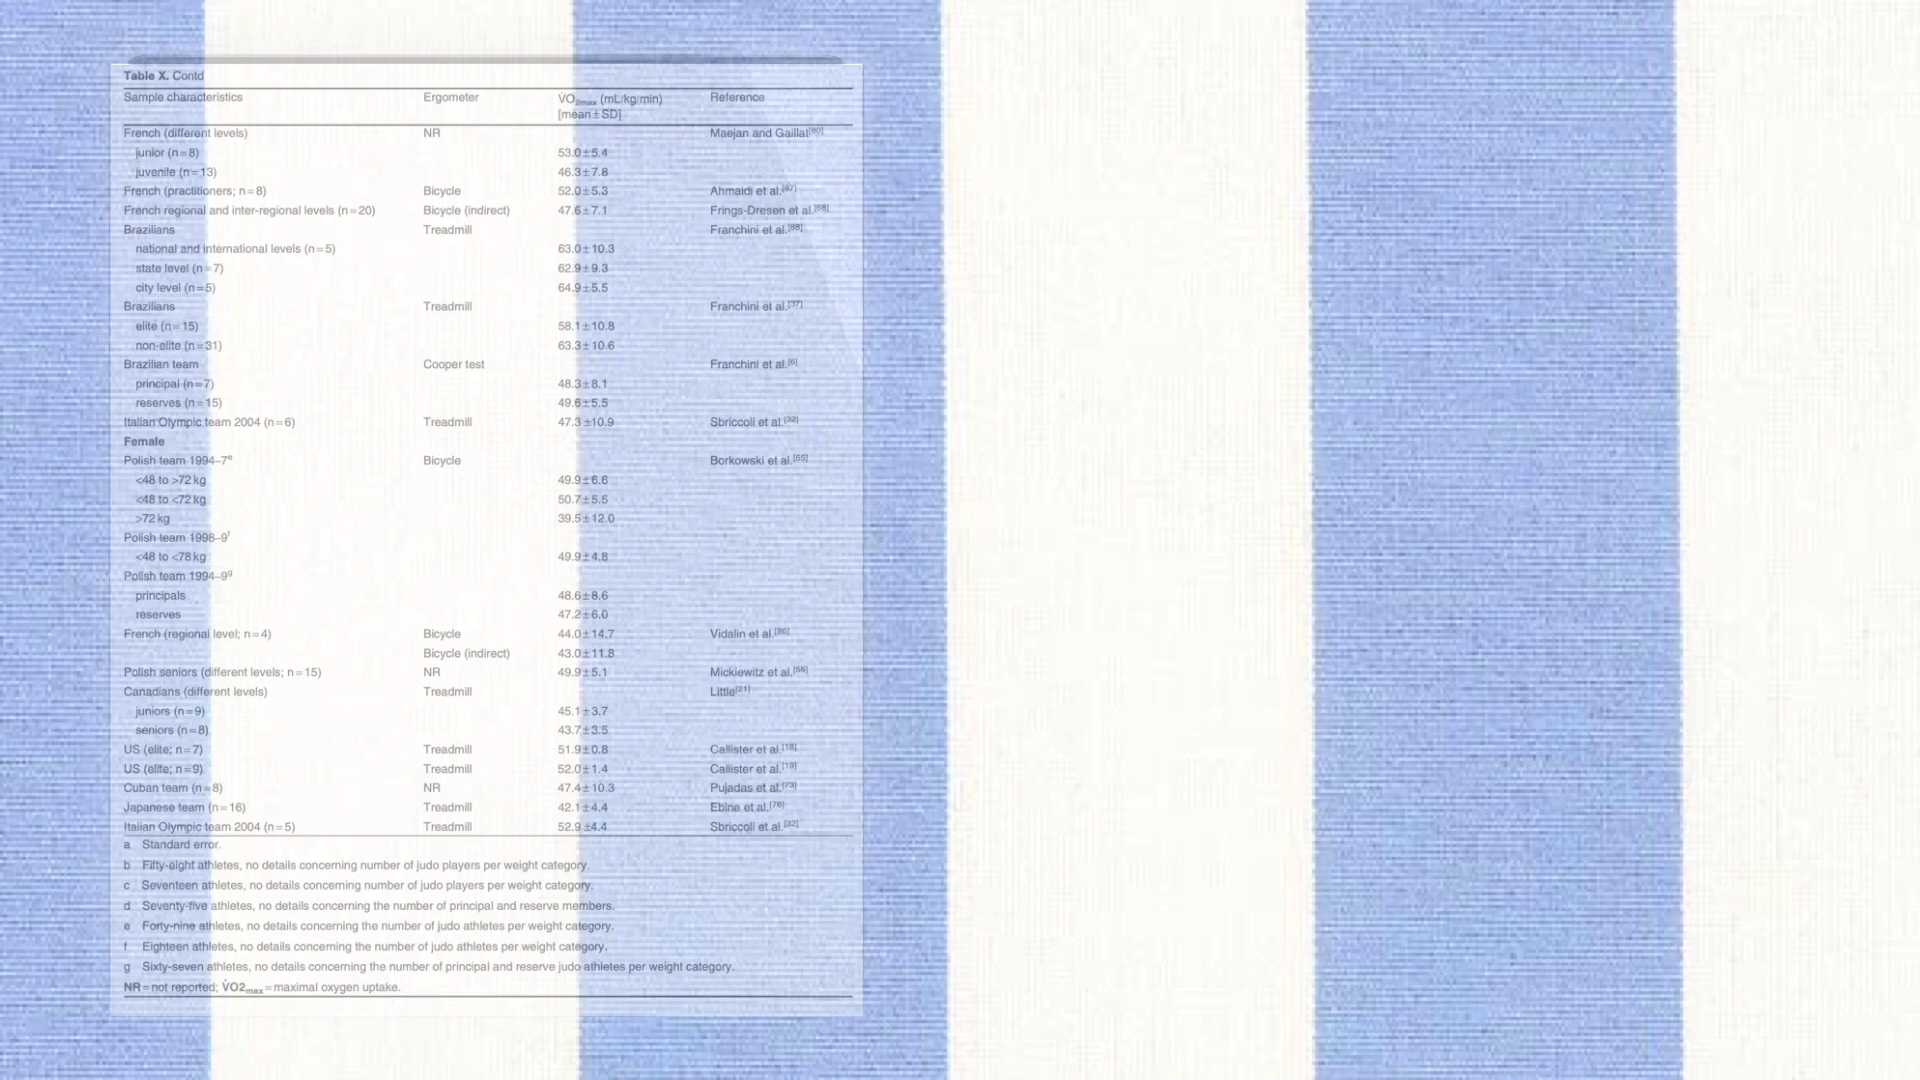 Table X. Contd
Sample characteristics Ergometer V̇O2max (mL/kg/min) Reference
[mean±SD]
French (different levels) NR Maejan and Gaillat[80]
junior (n=8) 53.0±5.4
juvenile (n=13) 46.3±7.8
French (practitioners; n=8) Bicycle 52.0±5.3 Ahmaidi et al.[87]
French regional and inter-regional levels (n=20) Bicycle (indirect) 47.6±7.1 Frings-Dresen et al.[68]
Brazilians Treadmill Franchini et al.[88]
national and international levels (n=5) 63.0±10.3
state level (n=7) 62.9±9.3
city level (n=5) 64.9±5.5
Brazilians Treadmill Franchini et al.[37]
elite (n=15) 58.1±10.8
non-elite (n=31) 63.3±10.6
Brazilian team Cooper test Franchini et al.[6]
principal (n=7) 48.3±8.1
reserves (n=15) 49.6±5.5
Italian Olympic team 2004 (n=6) Treadmill 47.3±10.9 Sbriccoli et al.[32]
Female
Polish team 1994–7e Bicycle Borkowski et al.[65]
<48 to >72 kg 49.9±6.6
<48 to <72 kg 50.7±5.5
>72 kg 39.5±12.0
Polish team 1998–9f
<48 to <78 kg 49.9±4.8
Polish team 1994–9g
principals 48.6±8.6
reserves 47.2±6.0
French (regional level; n=4) Bicycle 44.0±14.7 Vidalin et al.[86]
Bicycle (indirect) 43.0±11.8
Polish seniors (different levels; n=15) NR 49.9±5.1 Mickiewitz et al.[55]
Canadians (different levels) Treadmill Little[21]
juniors (n=9) 45.1±3.7
seniors (n=8) 43.7±3.5
US (elite; n=7) Treadmill 51.9±0.8 Callister et al.[18]
US (elite; n=9) Treadmill 52.0±1.4 Callister et al.[19]
Cuban team (n=8) NR 47.4±10.3 Pujadas et al.[73]
Japanese team (n=16) Treadmill 42.1±4.4 Ebine et al.[76]
Italian Olympic team 2004 (n=5) Treadmill 52.9±4.4 Sbriccoli et al.[32]
a Standard error.
b Fifty-eight athletes, no details concerning number of judo players per weight category.
c Seventeen athletes, no details concerning number of judo players per weight category.
d Seventy-five athletes, no details concerning the number of principal and reserve members.
e Forty-nine athletes, no details concerning the number of judo athletes per weight category.
f Eighteen athletes, no details concerning the number of judo athletes per weight category.
g Sixty-seven athletes, no details concerning the number of principal and reserve judo athletes per weight category.
NR=not reported; V̇O2max=maximal oxygen uptake.